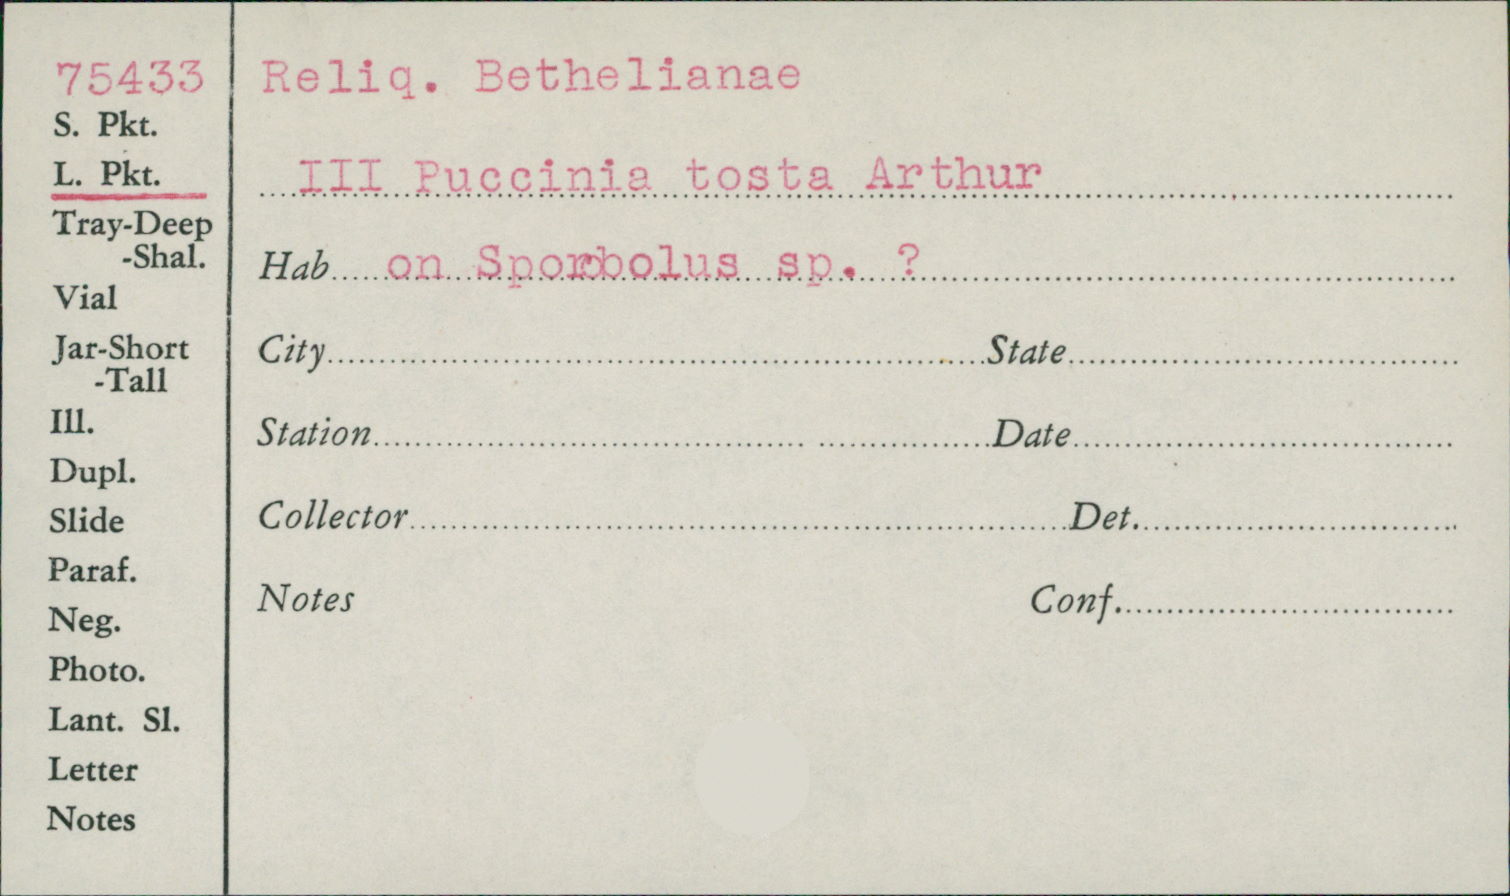 75433
S. Pkt.
L. Pkt.
Tray-Deep
-Shal.
Vial
Jar-Short
-Tall
Ill.
Dupl.
Slide
Paraf.
Neg.
Photo.
Lant. Sl.
Letter
Notes
Reliq. Bethelianae
III Puccinia tosta Arthur
Hab on Sporobolus sp. ?
City State
Station Date
Collector Det.
Notes Conf.